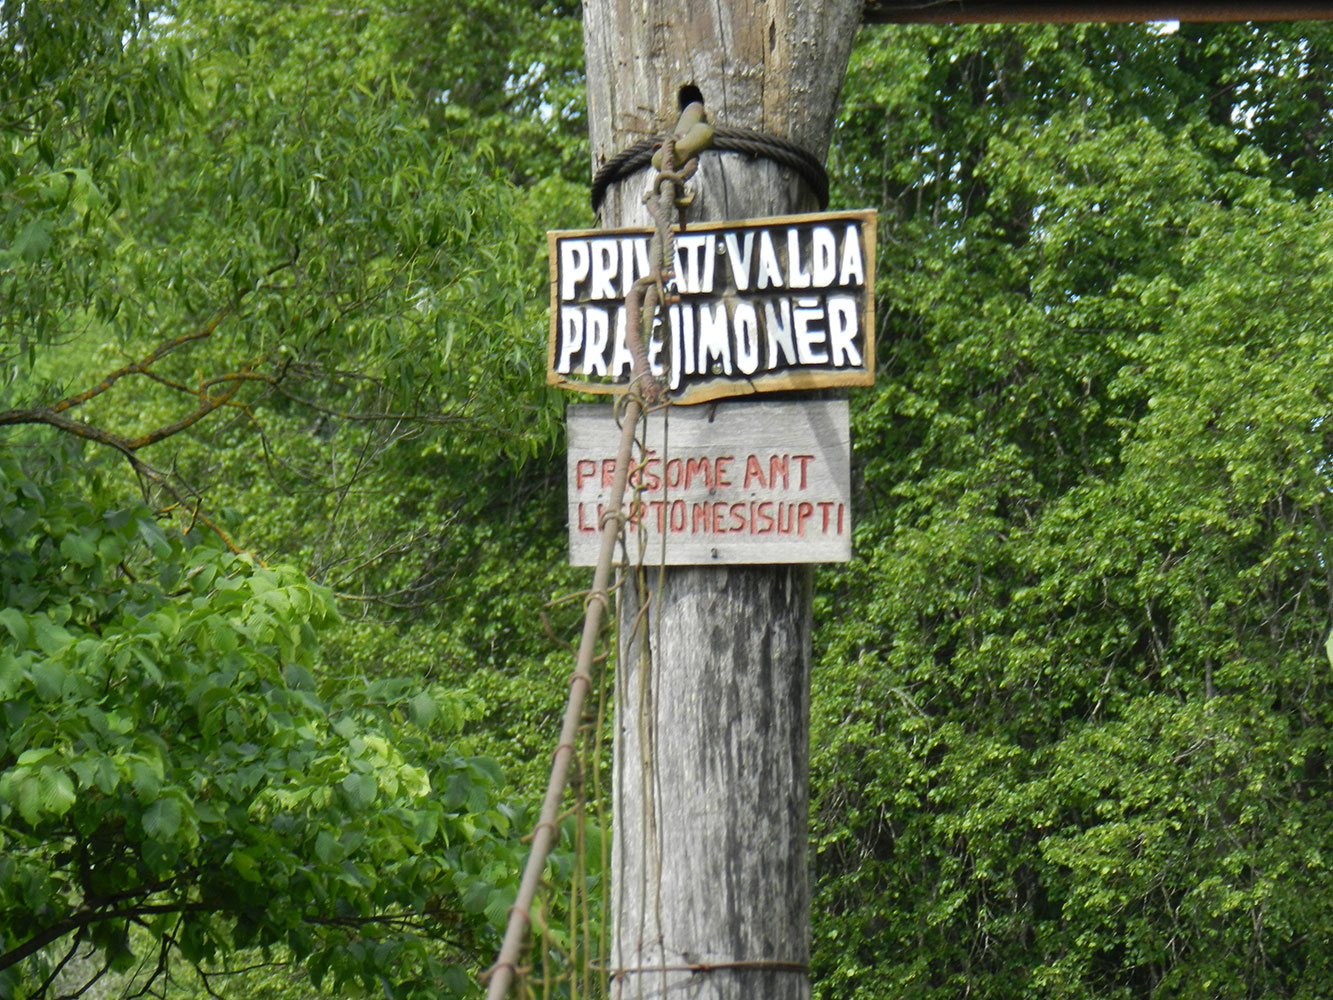 PRIVATI VALDA
PRAĖJIMO NĖR
PRAŠOME ANT
LIEPTO NESISUPTI